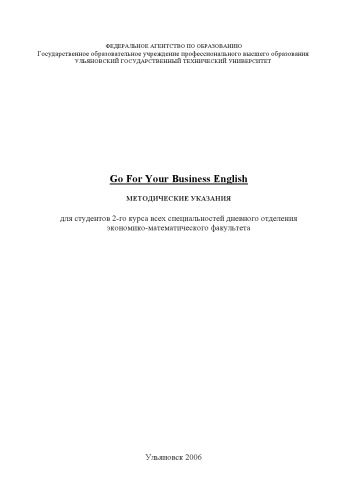 ФЕДЕРАЛЬНОЕ АГЕНТСТВО ПО ОБРАЗОВАНИЮ
Государственное образовательное учреждение профессионального высшего образования
УЛЬЯНОВСКИЙ ГОСУДАРСТВЕННЫЙ ТЕХНИЧЕСКИЙ УНИВЕРСИТЕТ
Go For Your Business English
МЕТОДИЧЕСКИЕ УКАЗАНИЯ
для студентов 2-го курса всех специальностей дневного отделения
экономико-математического факультета
Ульяновск 2006